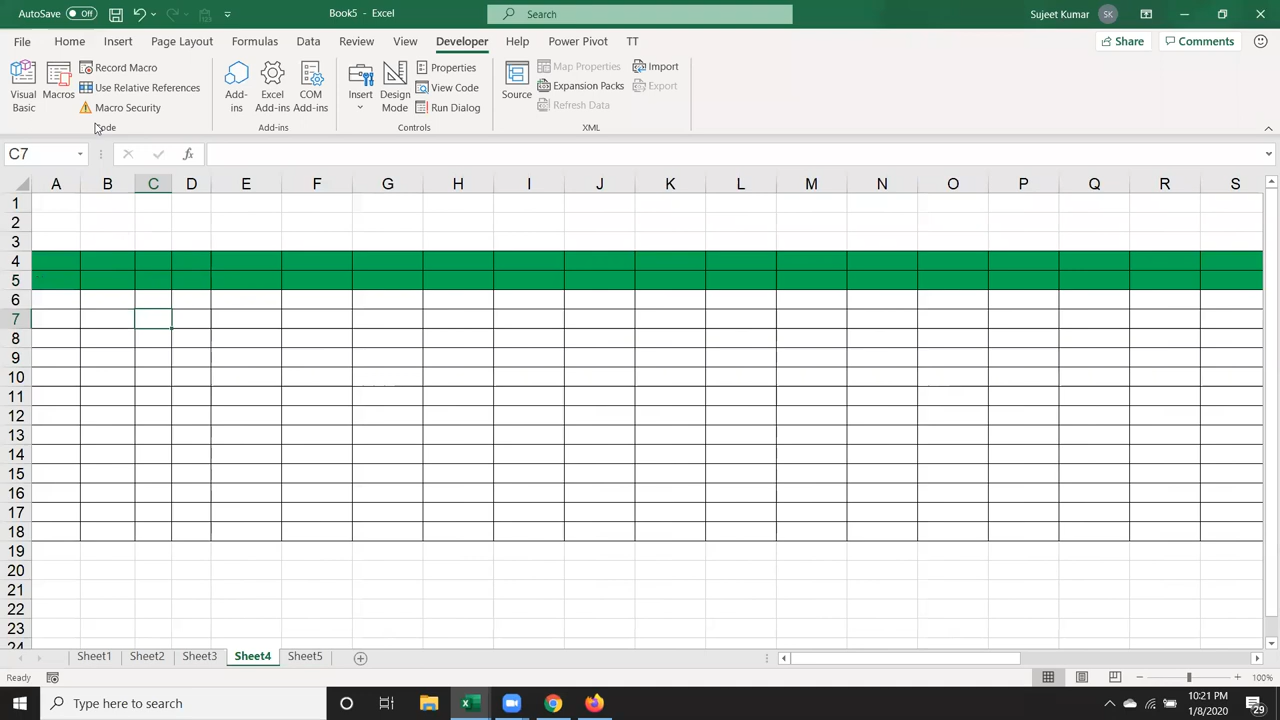 AutoSave Off Book5 - Excel Search Sujeet Kumar SK
File Home Insert Page Layout Formulas Data Review View Developer Help Power Pivot TT Share Comments
Visual Basic
Macros
Record Macro
Use Relative References
Macro Security
Code
Add-ins
Excel Add-ins
COM Add-ins
Add-ins
Insert
Design Mode
Properties
View Code
Run Dialog
Controls
Source
Map Properties
Expansion Packs
Refresh Data
Import
Export
XML
C7 fx
A B C D E F G H I J K L M N O P Q R S
1
2
3
4
5
6
7
8
9
10
11
12
13
14
15
16
17
18
19
20
21
22
23
24
Sheet1 Sheet2 Sheet3 Sheet4 Sheet5
Ready 100%
Type here to search 10:21 PM
1/8/2020 29